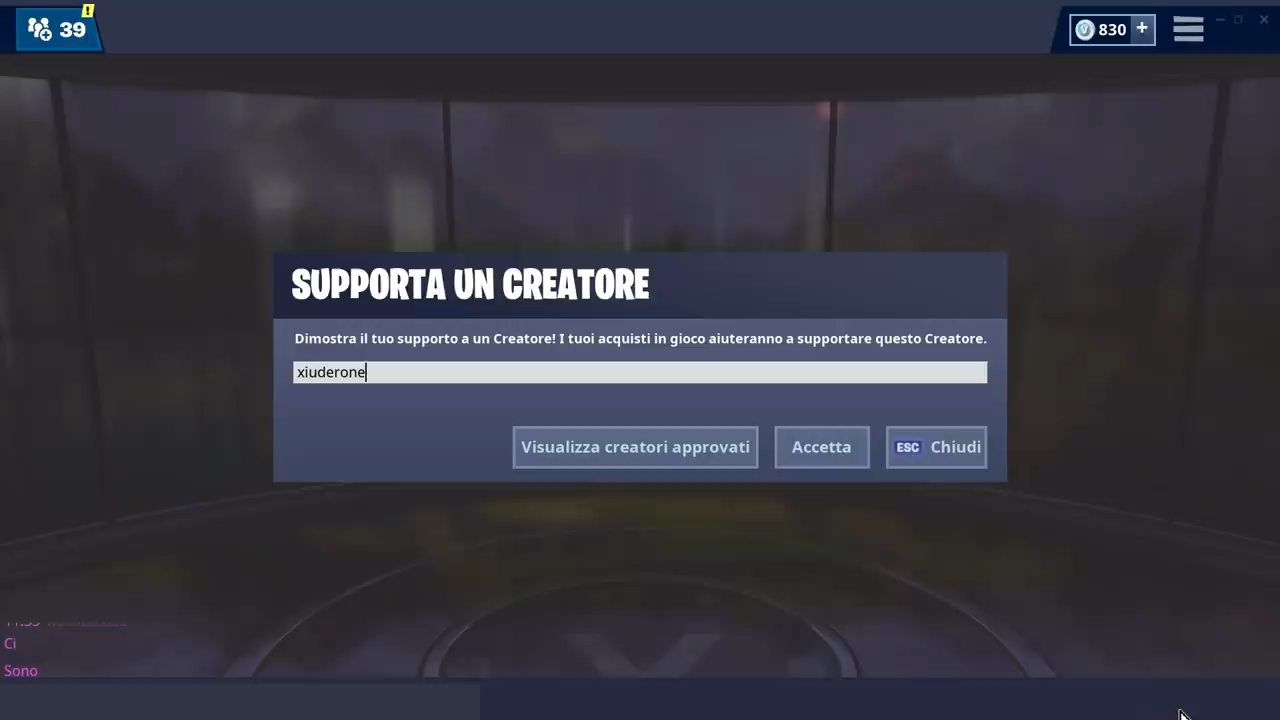 39
!
830 +
SUPPORTA UN CREATORE
Dimostra il tuo supporto a un Creatore! I tuoi acquisti in gioco aiuteranno a supportare questo Creatore.
xiuderone
Visualizza creatori approvati
Accetta
ESC Chiudi
Ci
Sono